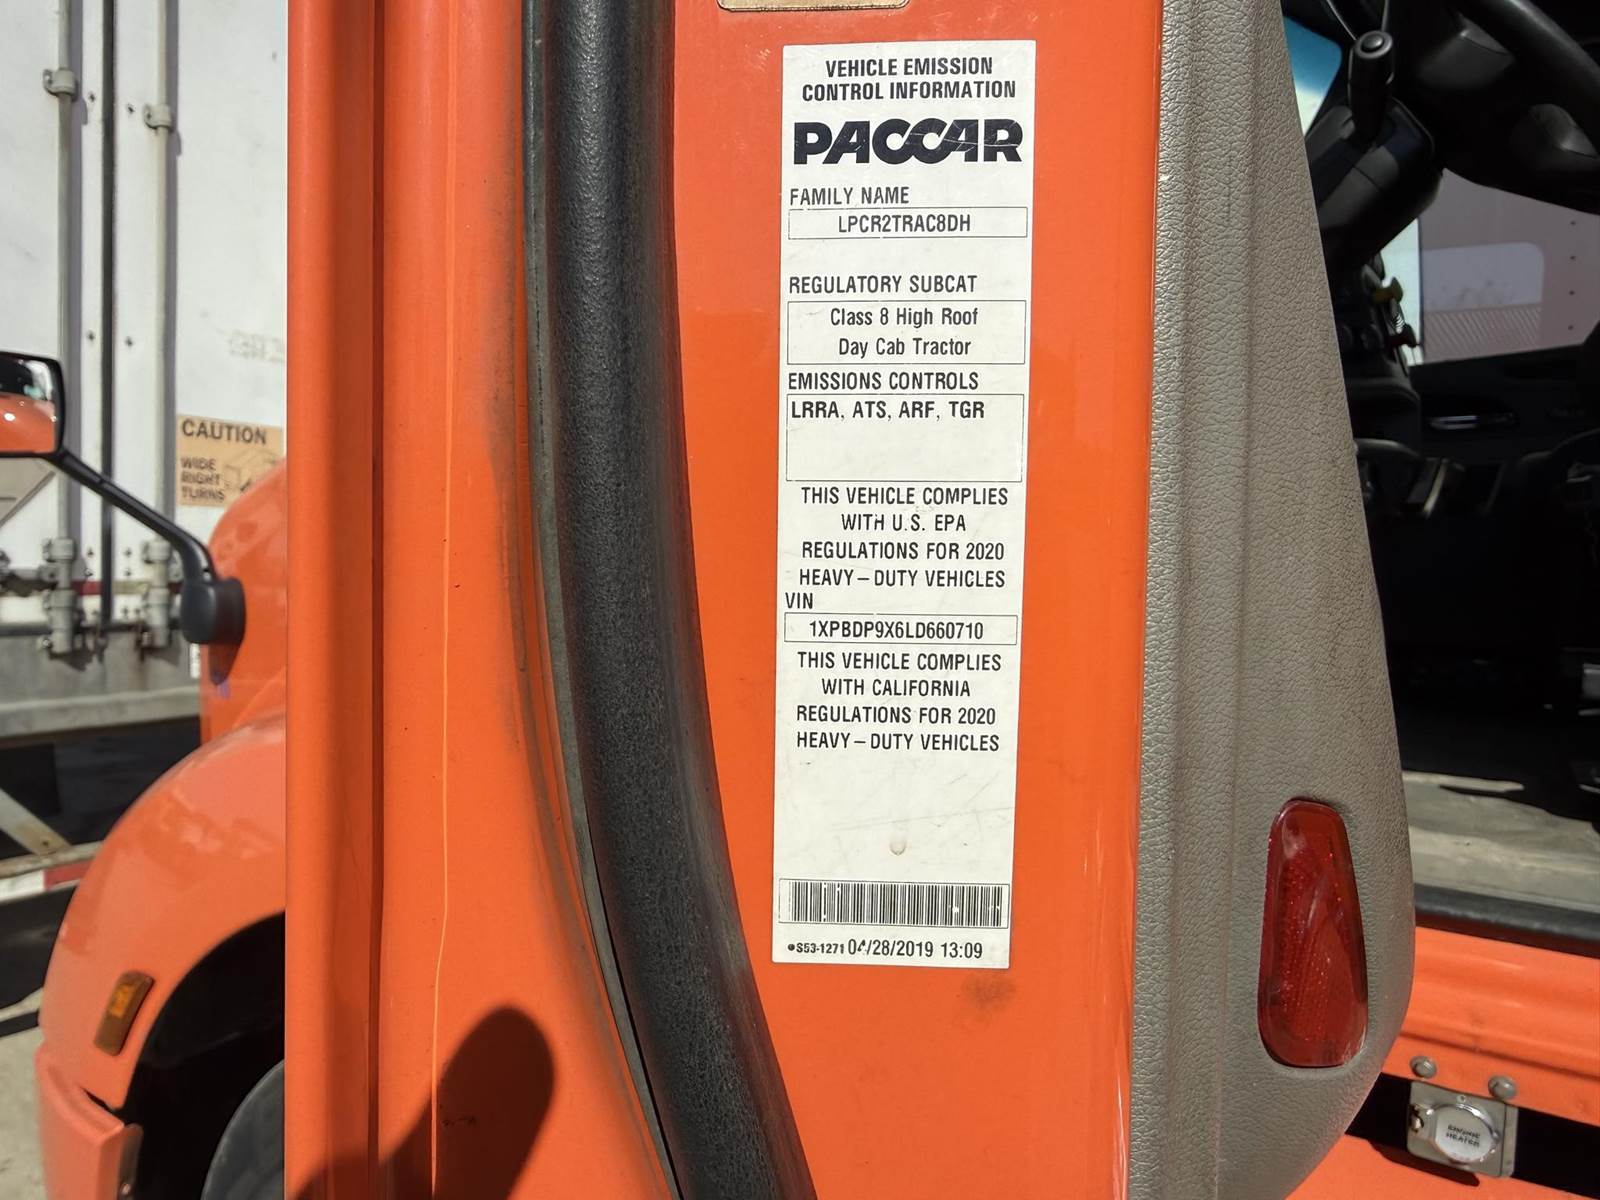 VEHICLE EMISSION
CONTROL INFORMATION
PACCAR
FAMILY NAME
LPCR2TRAC8DH
REGULATORY SUBCAT
Class 8 High Roof
Day Cab Tractor
EMISSIONS CONTROLS
LRRA, ATS, ARF, TGR
THIS VEHICLE COMPLIES
WITH U.S. EPA
REGULATIONS FOR 2020
HEAVY-DUTY VEHICLES
VIN
1XPBDP9X6LD660710
THIS VEHICLE COMPLIES
WITH CALIFORNIA
REGULATIONS FOR 2020
HEAVY-DUTY VEHICLES
S53-1271 04/28/2019 13:09
CAUTION
WIDE
RIGHT
TURNS
ENGINE
HEATER